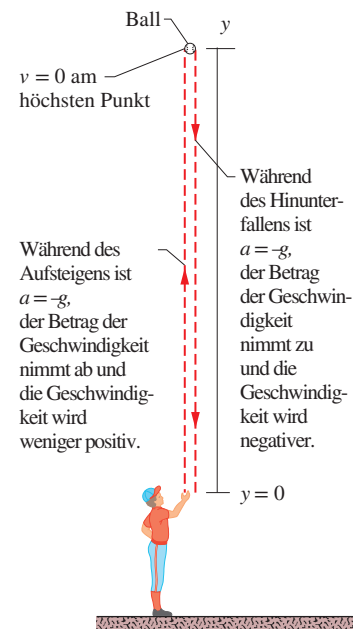 Ball
y
v = 0 am
höchsten Punkt
Während
des Hinunter-
fallens ist
a = –g,
der Betrag
der Geschwin-
digkeit
nimmt zu
und die
Geschwindig-
keit wird
negativer.
Während des
Aufsteigens ist
a = –g,
der Betrag der
Geschwindigkeit
nimmt ab und
die Geschwindig-
keit wird
weniger positiv.
y = 0